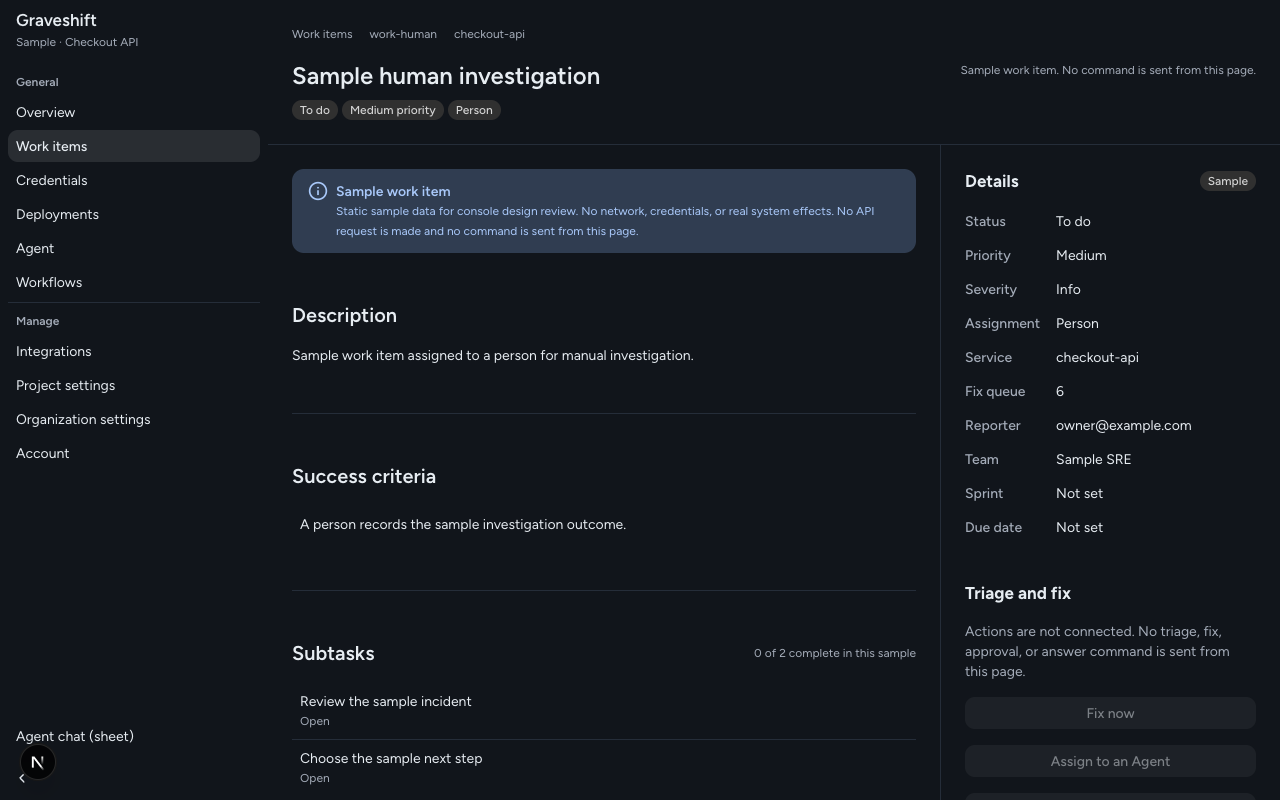 Graveshift
Sample · Checkout API
General
Overview
Work items
Credentials
Deployments
Agent
Workflows
Manage
Integrations
Project settings
Organization settings
Account
Agent chat (sheet)
N
Work items work-human checkout-api
Sample human investigation
To do Medium priority Person
Sample work item. No command is sent from this page.
Sample work item
Static sample data for console design review. No network, credentials, or real system effects. No API
request is made and no command is sent from this page.
Description
Sample work item assigned to a person for manual investigation.
Success criteria
A person records the sample investigation outcome.
Subtasks
0 of 2 complete in this sample
Review the sample incident
Open
Choose the sample next step
Open
Details
Sample
Status To do
Priority Medium
Severity Info
Assignment Person
Service checkout-api
Fix queue 6
Reporter owner@example.com
Team Sample SRE
Sprint Not set
Due date Not set
Triage and fix
Actions are not connected. No triage, fix,
approval, or answer command is sent from
this page.
Fix now
Assign to an Agent